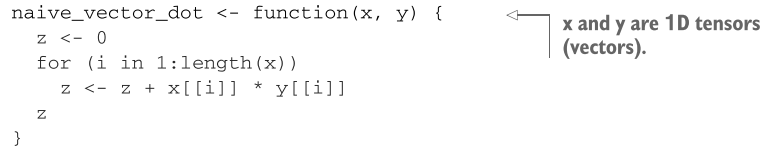 naive_vector_dot <- function(x, y) {
  z <- 0
  for (i in 1:length(x))
    z <- z + x[[i]] * y[[i]]
  z
}
x and y are 1D tensors
(vectors).